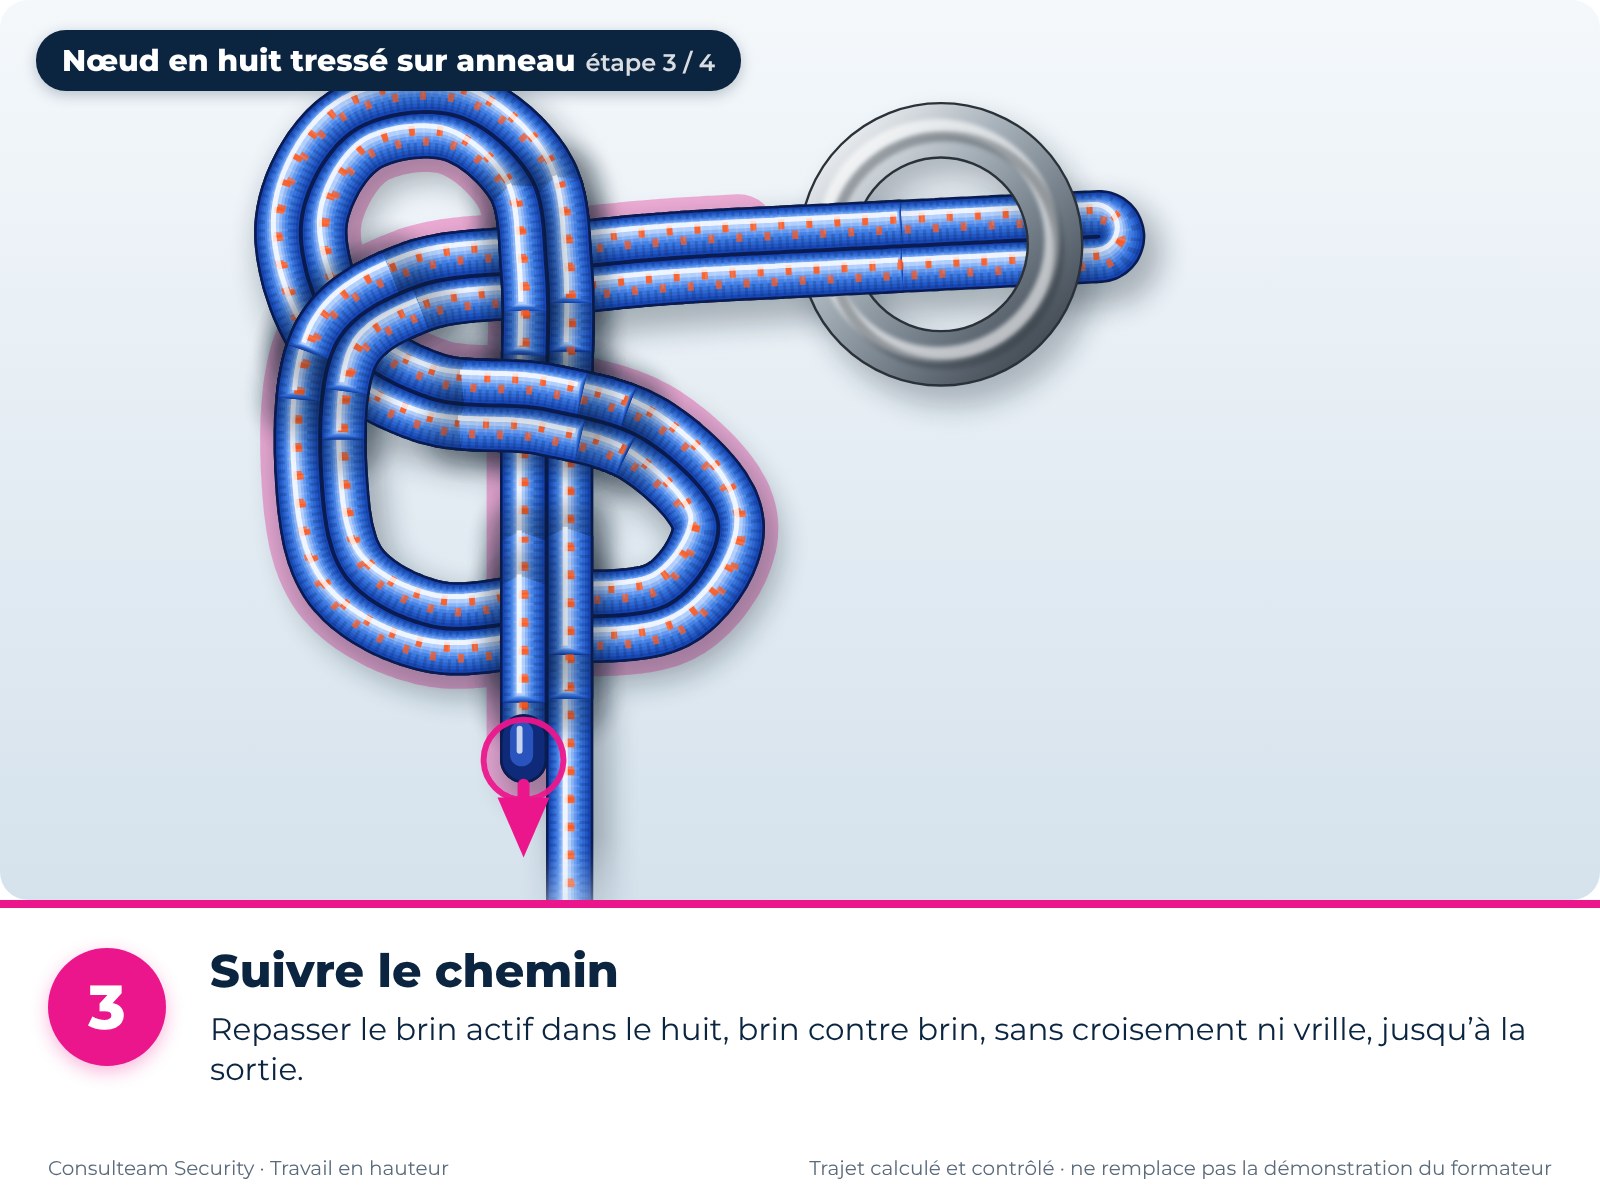 Nœud en huit tressé sur anneau étape 3 / 4
3
Suivre le chemin
Repasser le brin actif dans le huit, brin contre brin, sans croisement ni vrille, jusqu’à la
sortie.
Consulteam Security · Travail en hauteur
Trajet calculé et contrôlé · ne remplace pas la démonstration du formateur